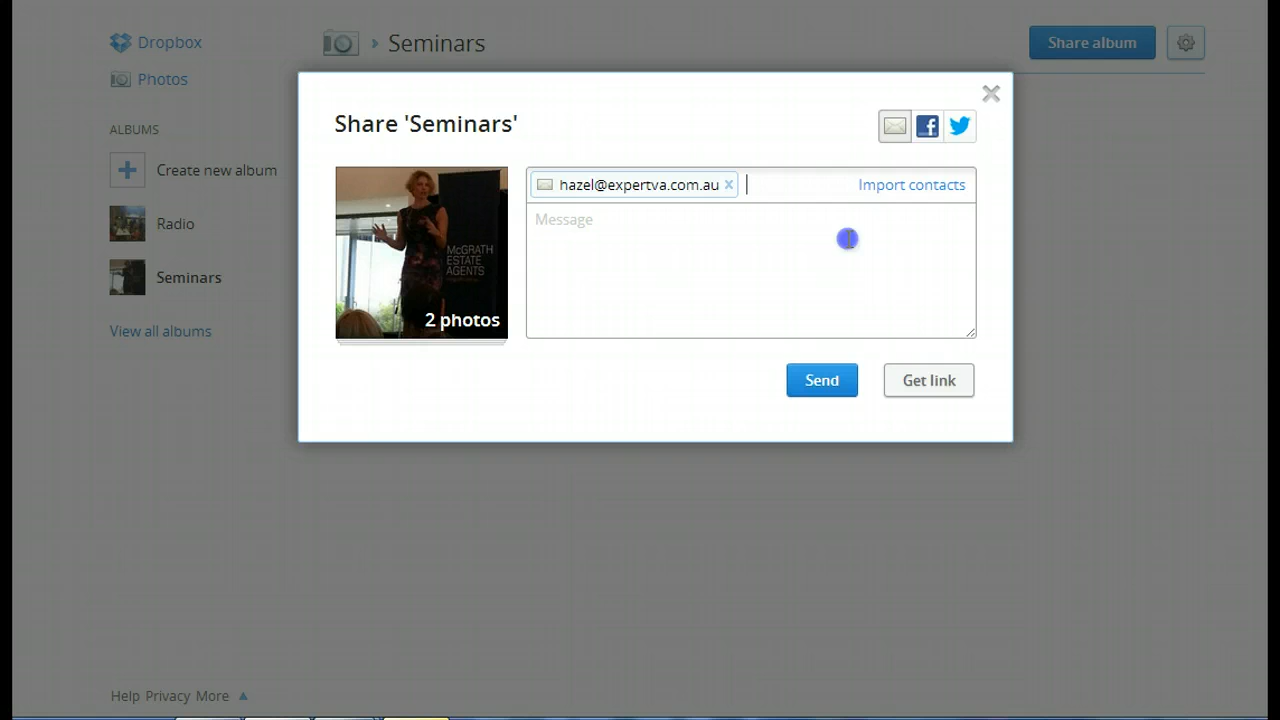 Dropbox
Seminars
Share album
Photos
ALBUMS
Create new album
Radio
Seminars
View all albums
Share 'Seminars'
hazel@expertva.com.au x
Import contacts
Message
McGRATH
ESTATE
AGENTS
2 photos
Send
Get link
Help Privacy More